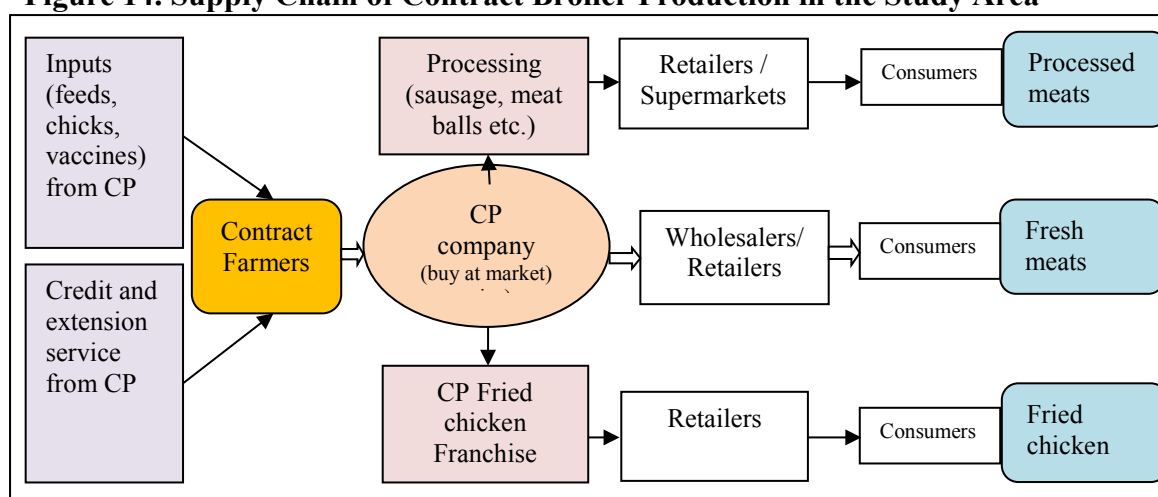 Figure 14. Supply Chain of Contract Broiler Production in the Study Area
Inputs
(feeds,
chicks,
vaccines)
from CP
Credit and
extension
service
from CP
Contract
Farmers
Processing
(sausage, meat
balls etc.)
CP
company
(buy at market)
CP Fried
chicken
Franchise
Retailers /
Supermarkets
Wholesalers/
Retailers
Retailers
Consumers
Processed
meats
Consumers
Fresh
meats
Consumers
Fried
chicken